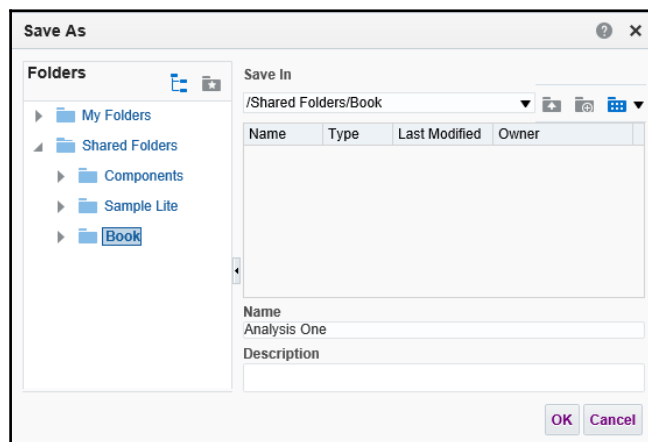 Save As
Folders
My Folders
Shared Folders
Components
Sample Lite
Book
Save In
/Shared Folders/Book
Name Type Last Modified Owner
Name
Analysis One
Description
OK Cancel